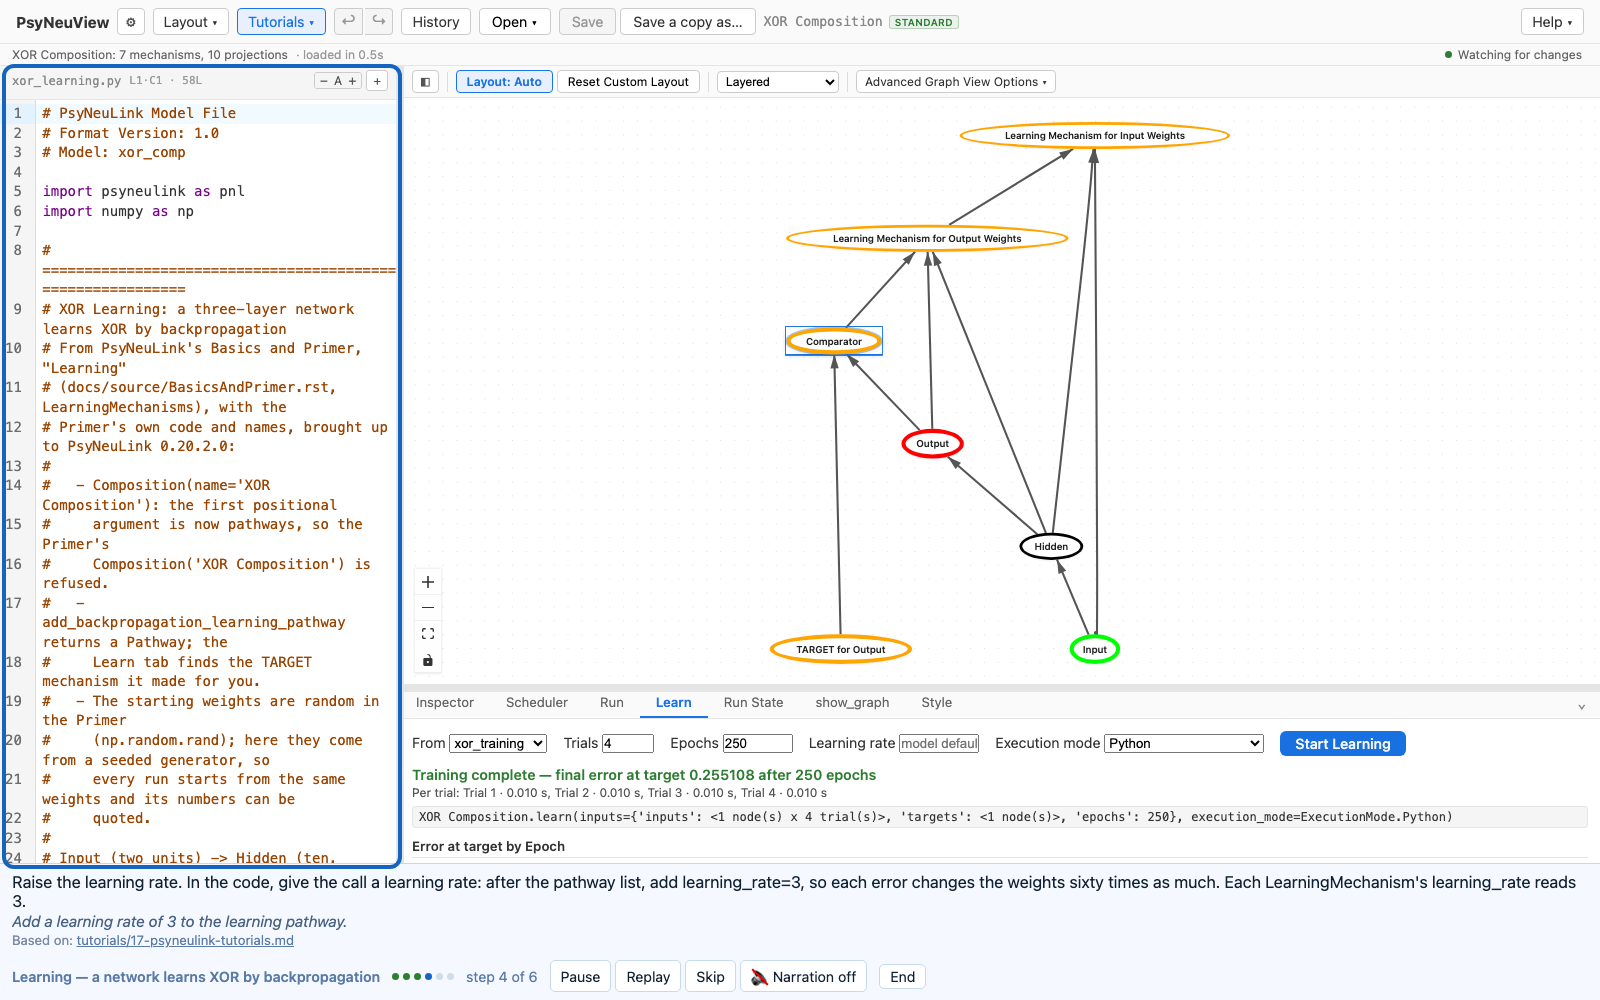 PsyNeuView
Layout
Tutorials
History
Open
Save
Save a copy as...
XOR Composition
STANDARD
Help
XOR Composition: 7 mechanisms, 10 projections · loaded in 0.5s
Watching for changes
xor_learning.py L1:C1 · 58L
− A +
+
Layout: Auto
Reset Custom Layout
Layered
Advanced Graph View Options
1 # PsyNeuLink Model File
2 # Format Version: 1.0
3 # Model: xor_comp
4
5 import psyneulink as pnl
6 import numpy as np
7
8 #
==========================================
=================
9 # XOR Learning: a three-layer network
learns XOR by backpropagation
10 # From PsyNeuLink's Basics and Primer,
"Learning"
11 # (docs/source/BasicsAndPrimer.rst,
LearningMechanisms), with the
12 # Primer's own code and names, brought up
to PsyNeuLink 0.20.2.0:
13 #
14 #   - Composition(name='XOR
Composition'): the first positional
15 #     argument is now pathways, so the
Primer's
16 #     Composition('XOR Composition') is
refused.
17 #   -
add_backpropagation_learning_pathway
returns a Pathway; the
18 #     Learn tab finds the TARGET
mechanism it made for you.
19 #   - The starting weights are random in
the Primer
20 #     (np.random.rand); here they come
from a seeded generator, so
21 #     every run starts from the same
weights and its numbers can be
22 #     quoted.
23 #
24 # Input (two units) -> Hidden (ten,
Learning Mechanism for Input Weights
Learning Mechanism for Output Weights
Comparator
Output
Hidden
TARGET for Output
Input
Inspector
Scheduler
Run
Learn
Run State
show_graph
Style
From xor_training Trials 4 Epochs 250 Learning rate model defaul Execution mode Python Start Learning
Training complete — final error at target 0.255108 after 250 epochs
Per trial: Trial 1 · 0.010 s, Trial 2 · 0.010 s, Trial 3 · 0.010 s, Trial 4 · 0.010 s
XOR Composition.learn(inputs={'inputs': <1 node(s) x 4 trial(s)>, 'targets': <1 node(s)>, 'epochs': 250}, execution_mode=ExecutionMode.Python)
Error at target by Epoch
Raise the learning rate. In the code, give the call a learning rate: after the pathway list, add learning_rate=3, so each error changes the weights sixty times as much. Each LearningMechanism's learning_rate reads
3.
Add a learning rate of 3 to the learning pathway.
Based on: tutorials/17-psyneulink-tutorials.md
Learning — a network learns XOR by backpropagation
step 4 of 6
Pause
Replay
Skip
Narration off
End